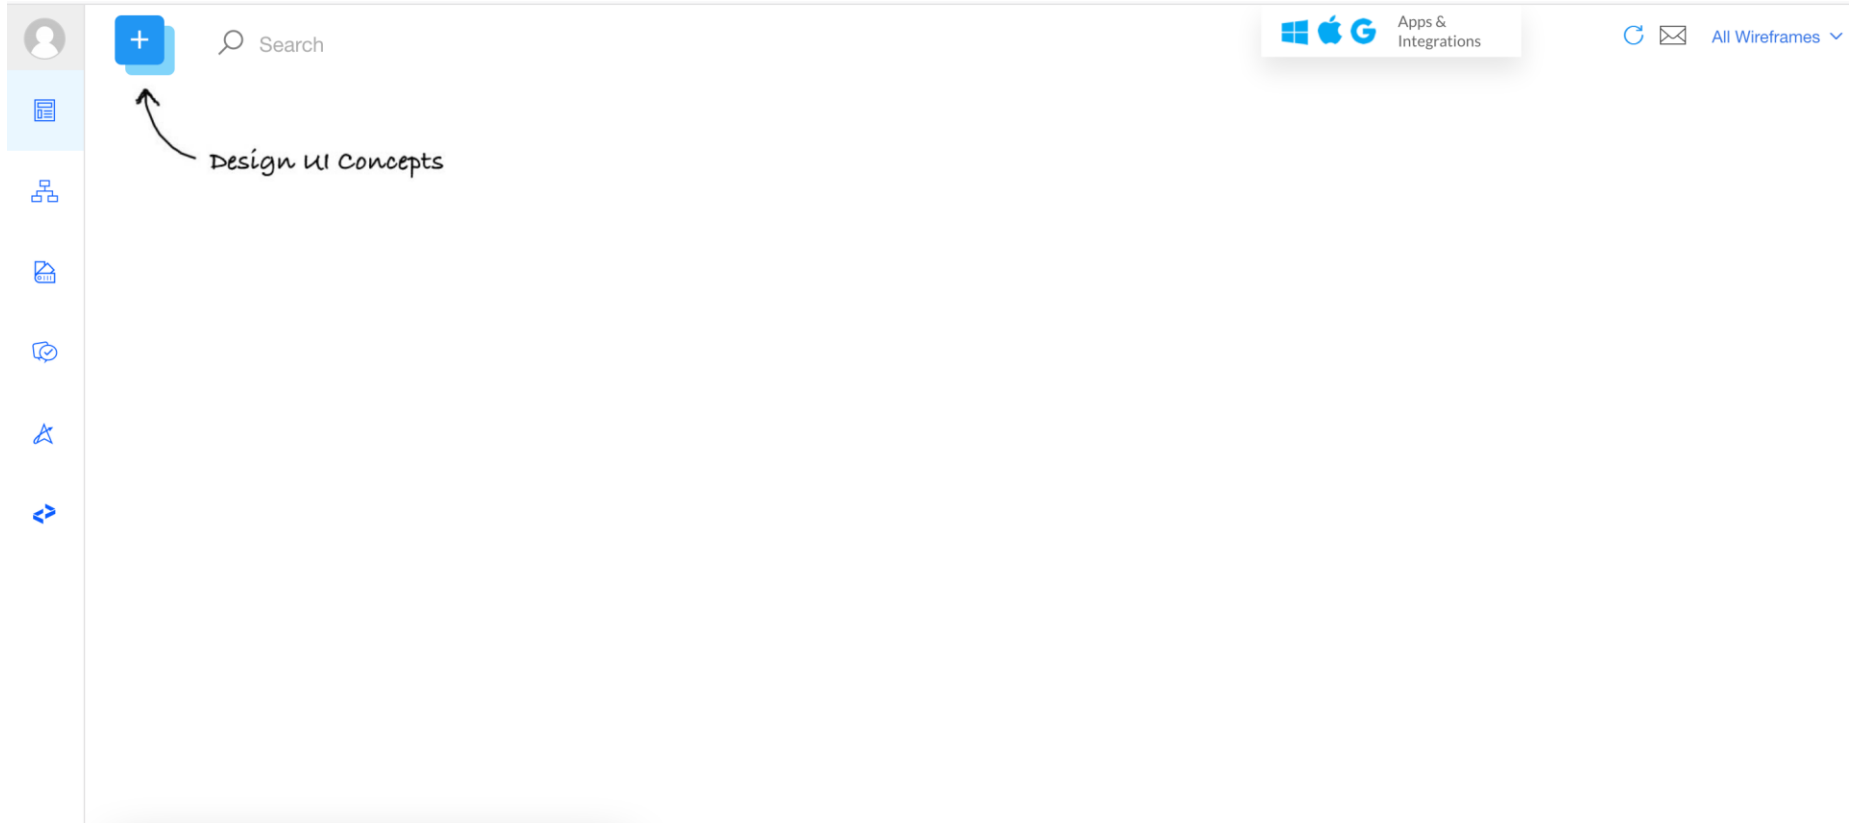 Search
Apps &
Integrations
All Wireframes
Design UI Concepts